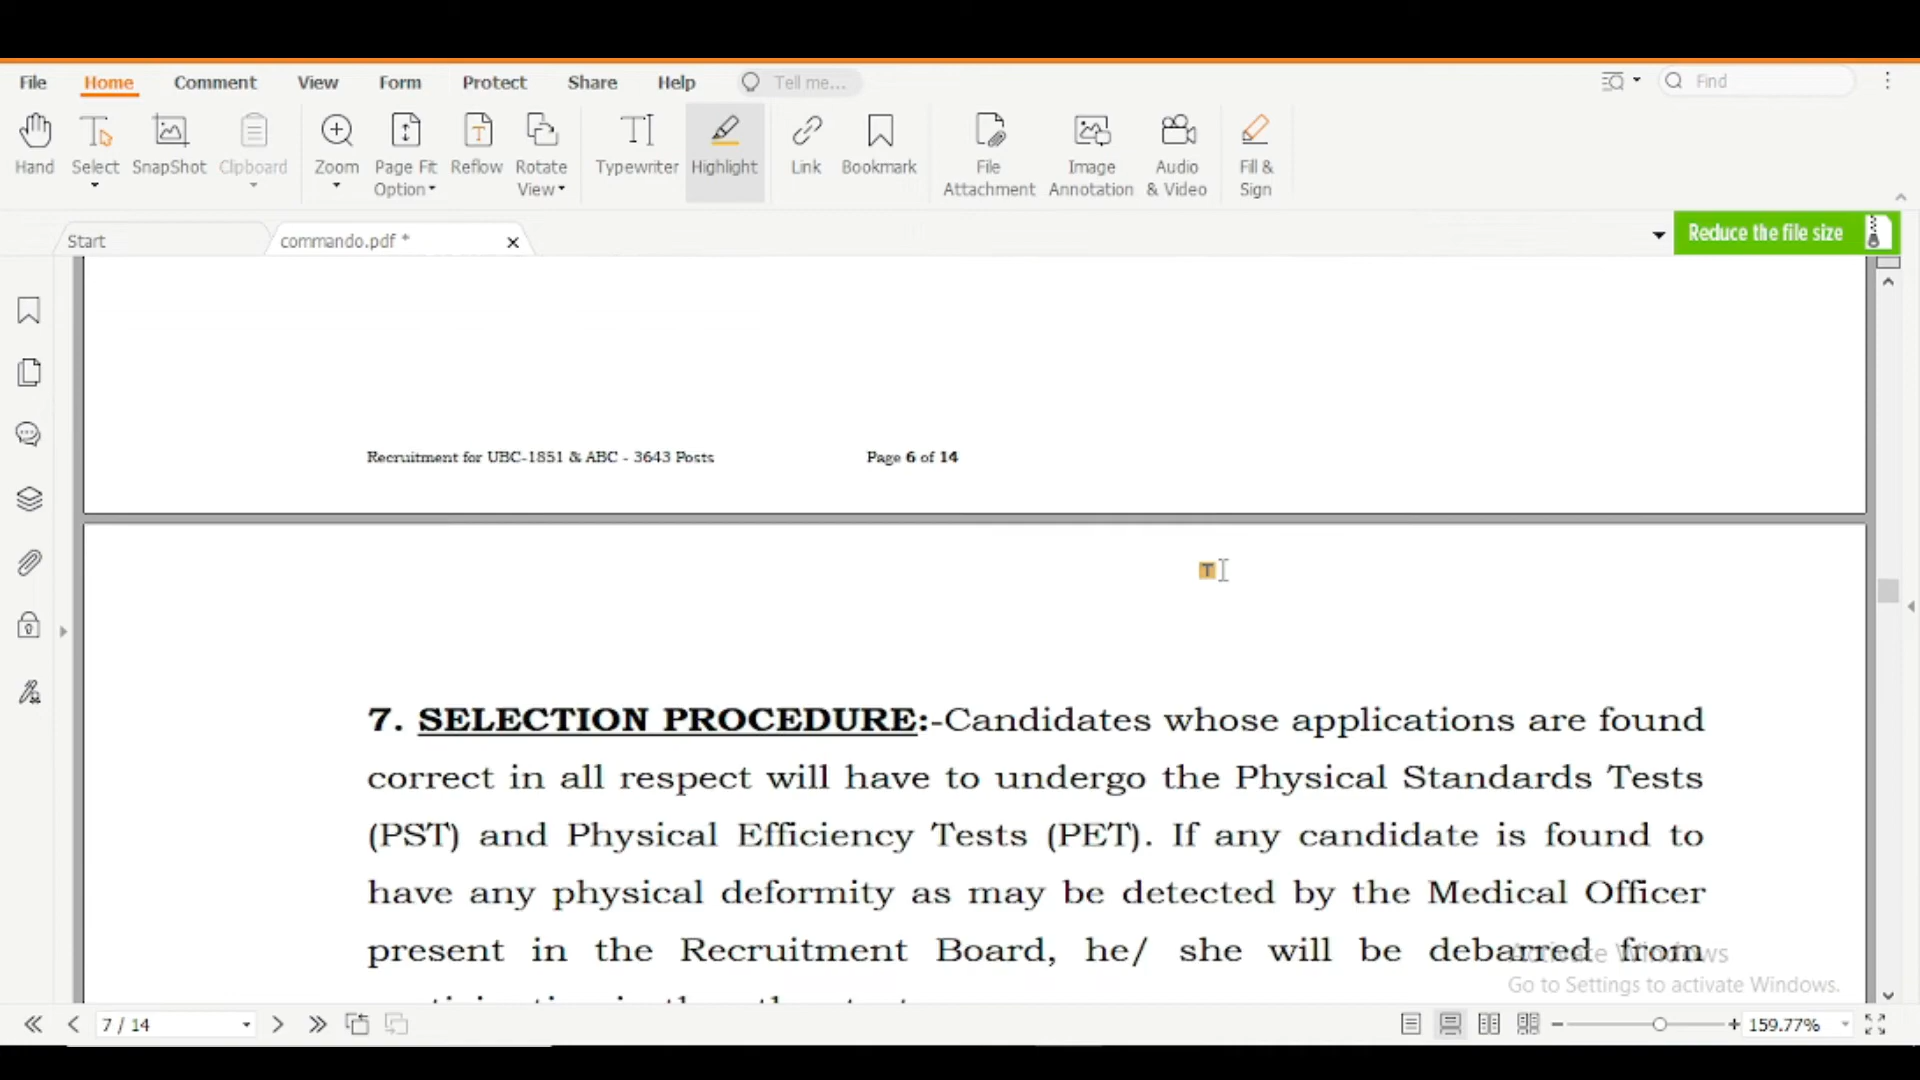 File Home Comment View Form Protect Share Help Tell me... Find
Hand Select SnapShot Clipboard Zoom Page Fit Option Reflow Rotate View Typewriter Highlight Link Bookmark File Attachment Image Annotation Audio & Video Fill & Sign
Start commando.pdf * Reduce the file size
Recruitment for UBC-1851 & ABC - 3643 Posts Page 6 of 14
T
7. SELECTION PROCEDURE:-Candidates whose applications are found
correct in all respect will have to undergo the Physical Standards Tests
(PST) and Physical Efficiency Tests (PET). If any candidate is found to
have any physical deformity as may be detected by the Medical Officer
present in the Recruitment Board, he/ she will be debarred from
Activate Windows
Go to Settings to activate Windows.
7 / 14 159.77%